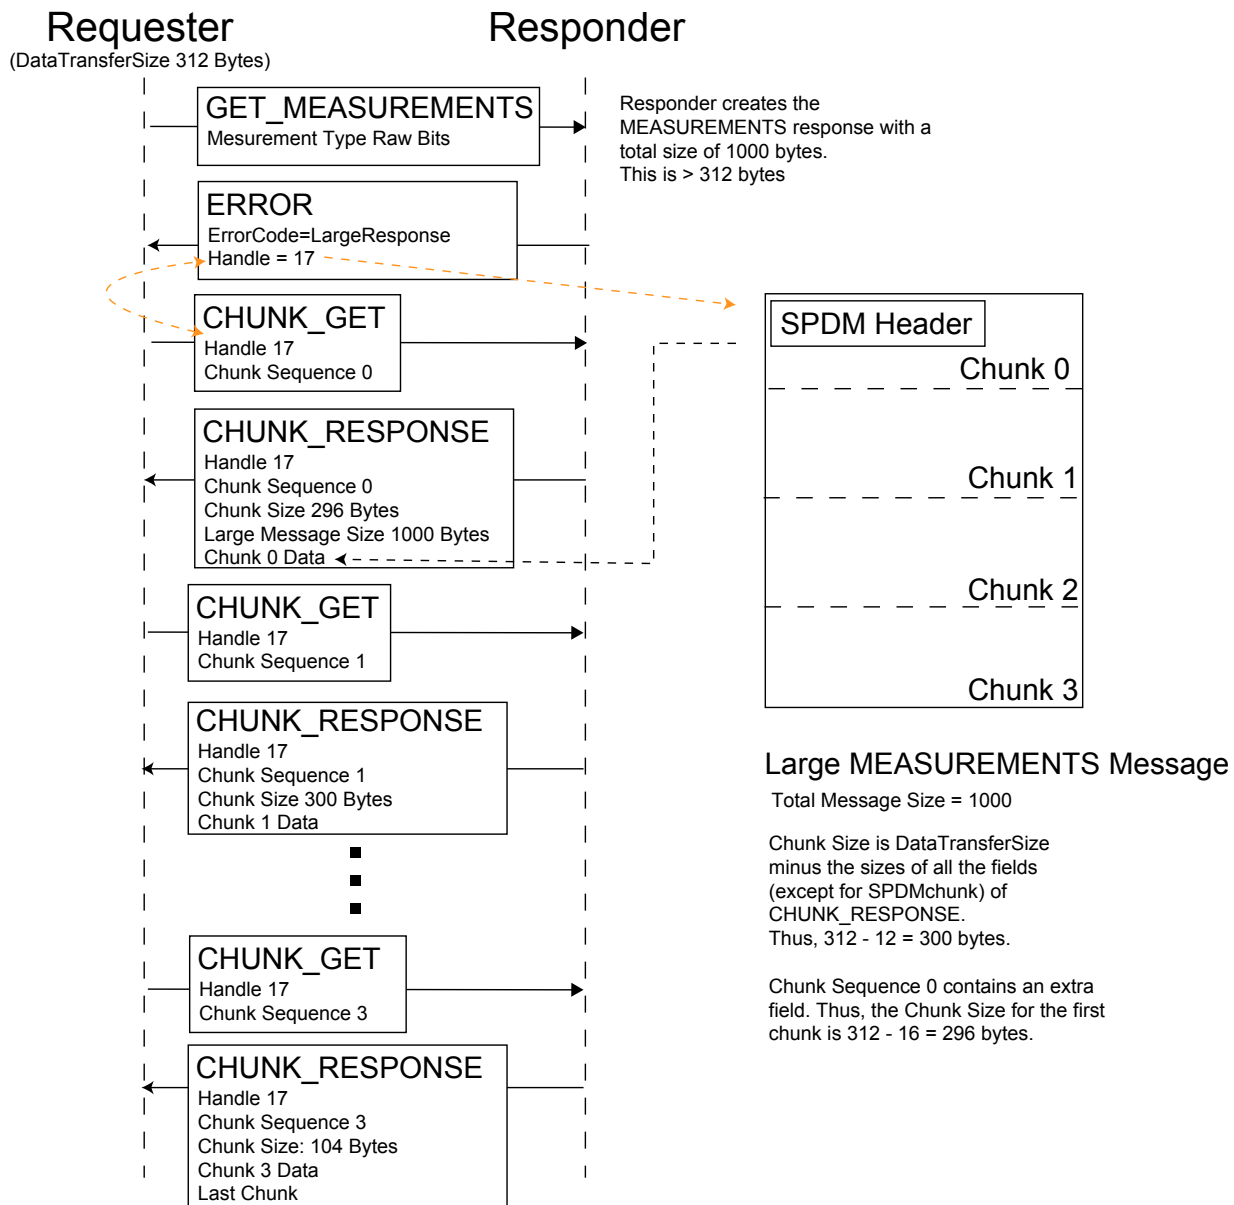 Requester
(DataTransferSize 312 Bytes)
Responder
GET_MEASUREMENTS
Mesurement Type Raw Bits
Responder creates the
MEASUREMENTS response with a
total size of 1000 bytes.
This is > 312 bytes
ERROR
ErrorCode=LargeResponse
Handle = 17
CHUNK_GET
Handle 17
Chunk Sequence 0
CHUNK_RESPONSE
Handle 17
Chunk Sequence 0
Chunk Size 296 Bytes
Large Message Size 1000 Bytes
Chunk 0 Data
CHUNK_GET
Handle 17
Chunk Sequence 1
CHUNK_RESPONSE
Handle 17
Chunk Sequence 1
Chunk Size 300 Bytes
Chunk 1 Data
CHUNK_GET
Handle 17
Chunk Sequence 3
CHUNK_RESPONSE
Handle 17
Chunk Sequence 3
Chunk Size: 104 Bytes
Chunk 3 Data
Last Chunk
SPDM Header
Chunk 0
Chunk 1
Chunk 2
Chunk 3
Large MEASUREMENTS Message
Total Message Size = 1000
Chunk Size is DataTransferSize
minus the sizes of all the fields
(except for SPDMchunk) of
CHUNK_RESPONSE.
Thus, 312 - 12 = 300 bytes.
Chunk Sequence 0 contains an extra
field. Thus, the Chunk Size for the first
chunk is 312 - 16 = 296 bytes.